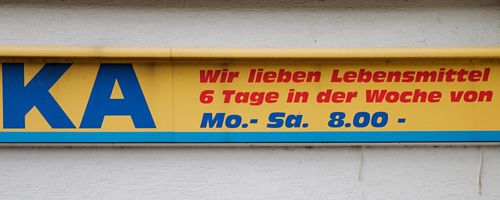 KA
Wir lieben Lebensmittel
6 Tage in der Woche von
Mo.- Sa. 8.00 -